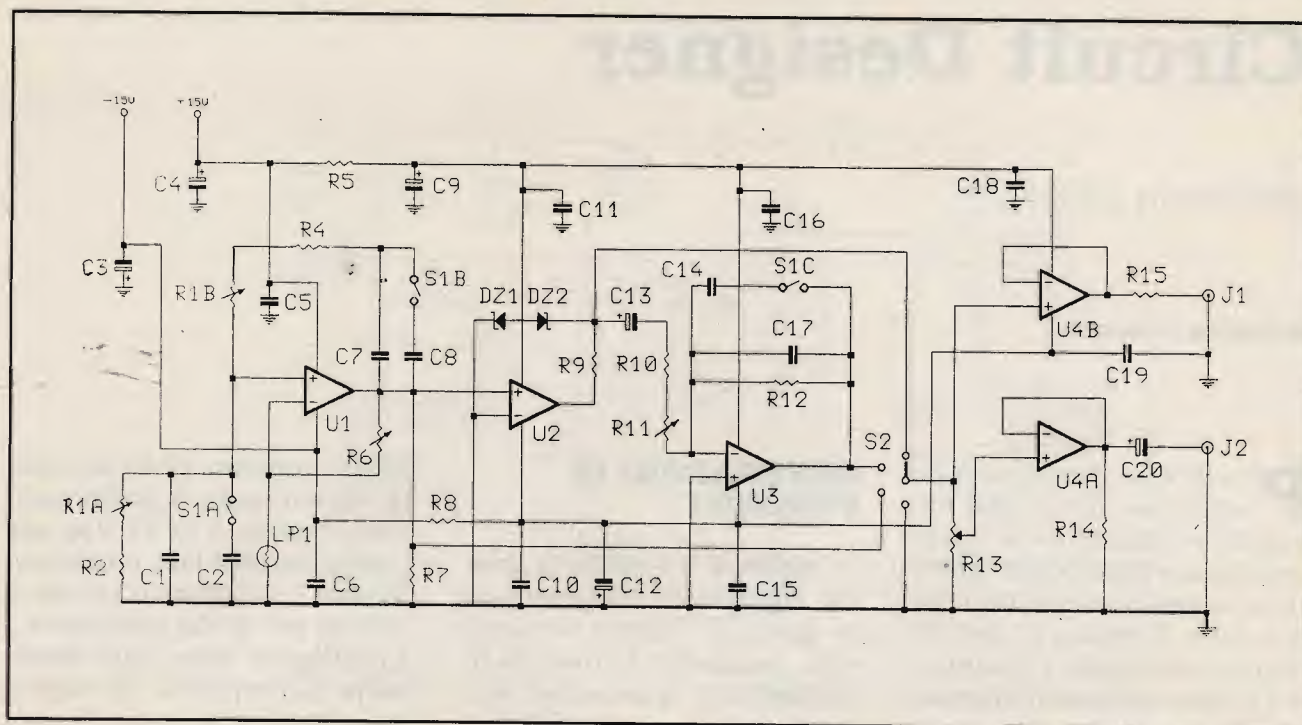 Circuit Designer
-15V
+15V
C4
R5
C9
C11
C16
C18
C3
R4
R1B
C5
S1B
C7
C8
DZ1
DZ2
C13
C14
S1C
C17
R10
R9
R12
R11
U4B
R15
J1
C19
U1
R6
U2
U3
S2
U4A
C20
J2
R1A
S1A
R2
C1
C2
LP1
C6
R8
R7
C10
C12
C15
R13
R14